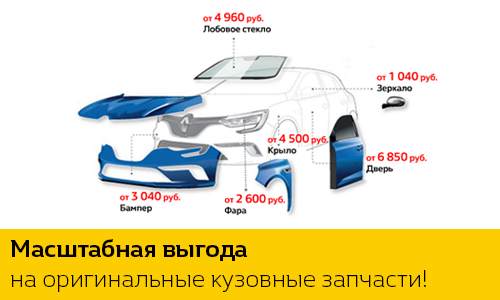 от 4 960 руб.
Лобовое стекло
от 1 040 руб.
Зеркало
от 4 500 руб.
Крыло
от 6 850 руб.
Дверь
от 3 040 руб.
Бампер
от 2 600 руб.
Фара
Масштабная выгода
на оригинальные кузовные запчасти!